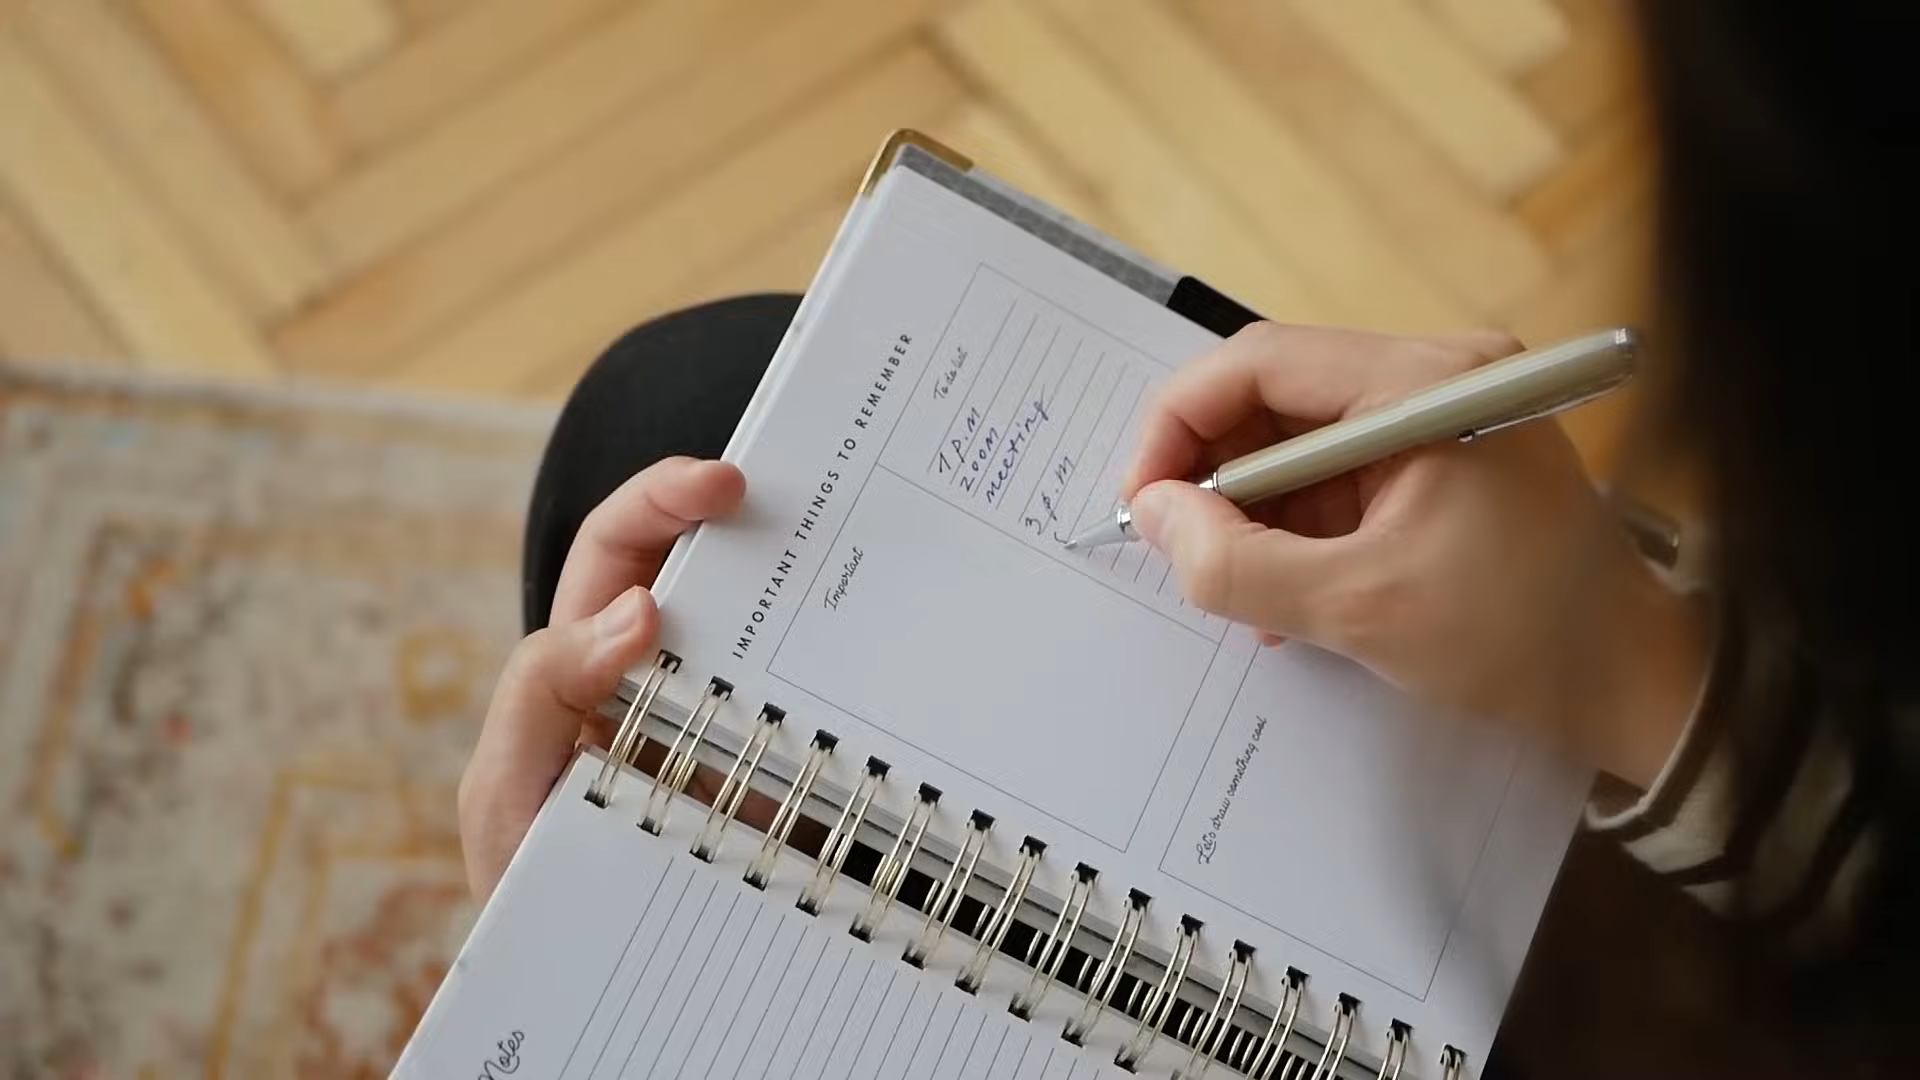 IMPORTANT THINGS TO REMEMBER
To do list
1 p.m
zoom
meeting
3 p.m
Important
Let's draw something cool
Notes